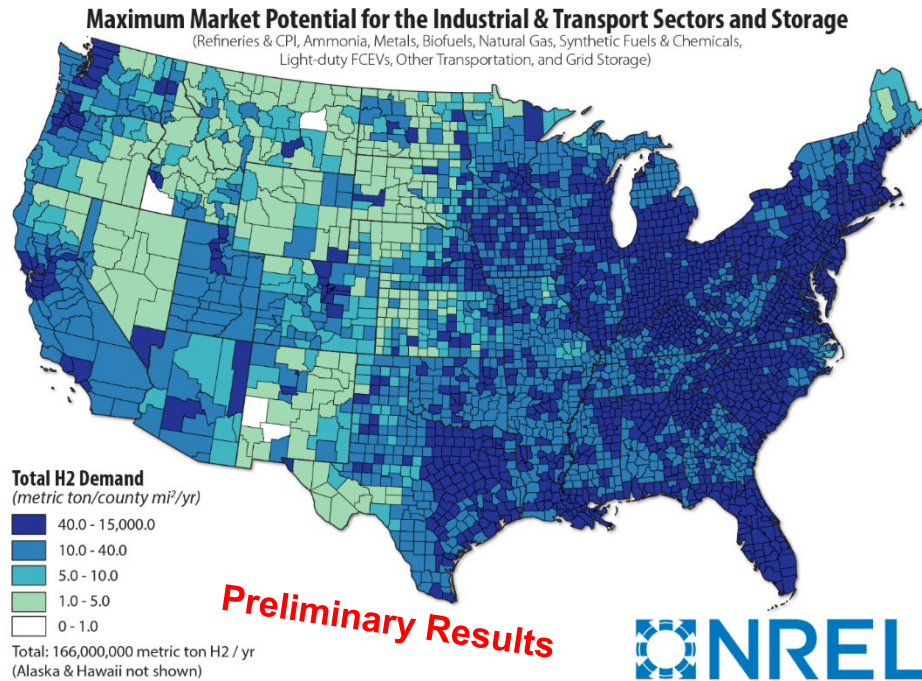 Maximum Market Potential for the Industrial & Transport Sectors and Storage
(Refineries & CPI, Ammonia, Metals, Biofuels, Natural Gas, Synthetic Fuels & Chemicals,
Light-duty FCEVs, Other Transportation, and Grid Storage)
Total H2 Demand
(metric ton/county mi²/yr)
40.0 - 15,000.0
10.0 - 40.0
5.0 - 10.0
1.0 - 5.0
0 - 1.0
Total: 166,000,000 metric ton H2 / yr
(Alaska & Hawaii not shown)
Preliminary Results
NREL